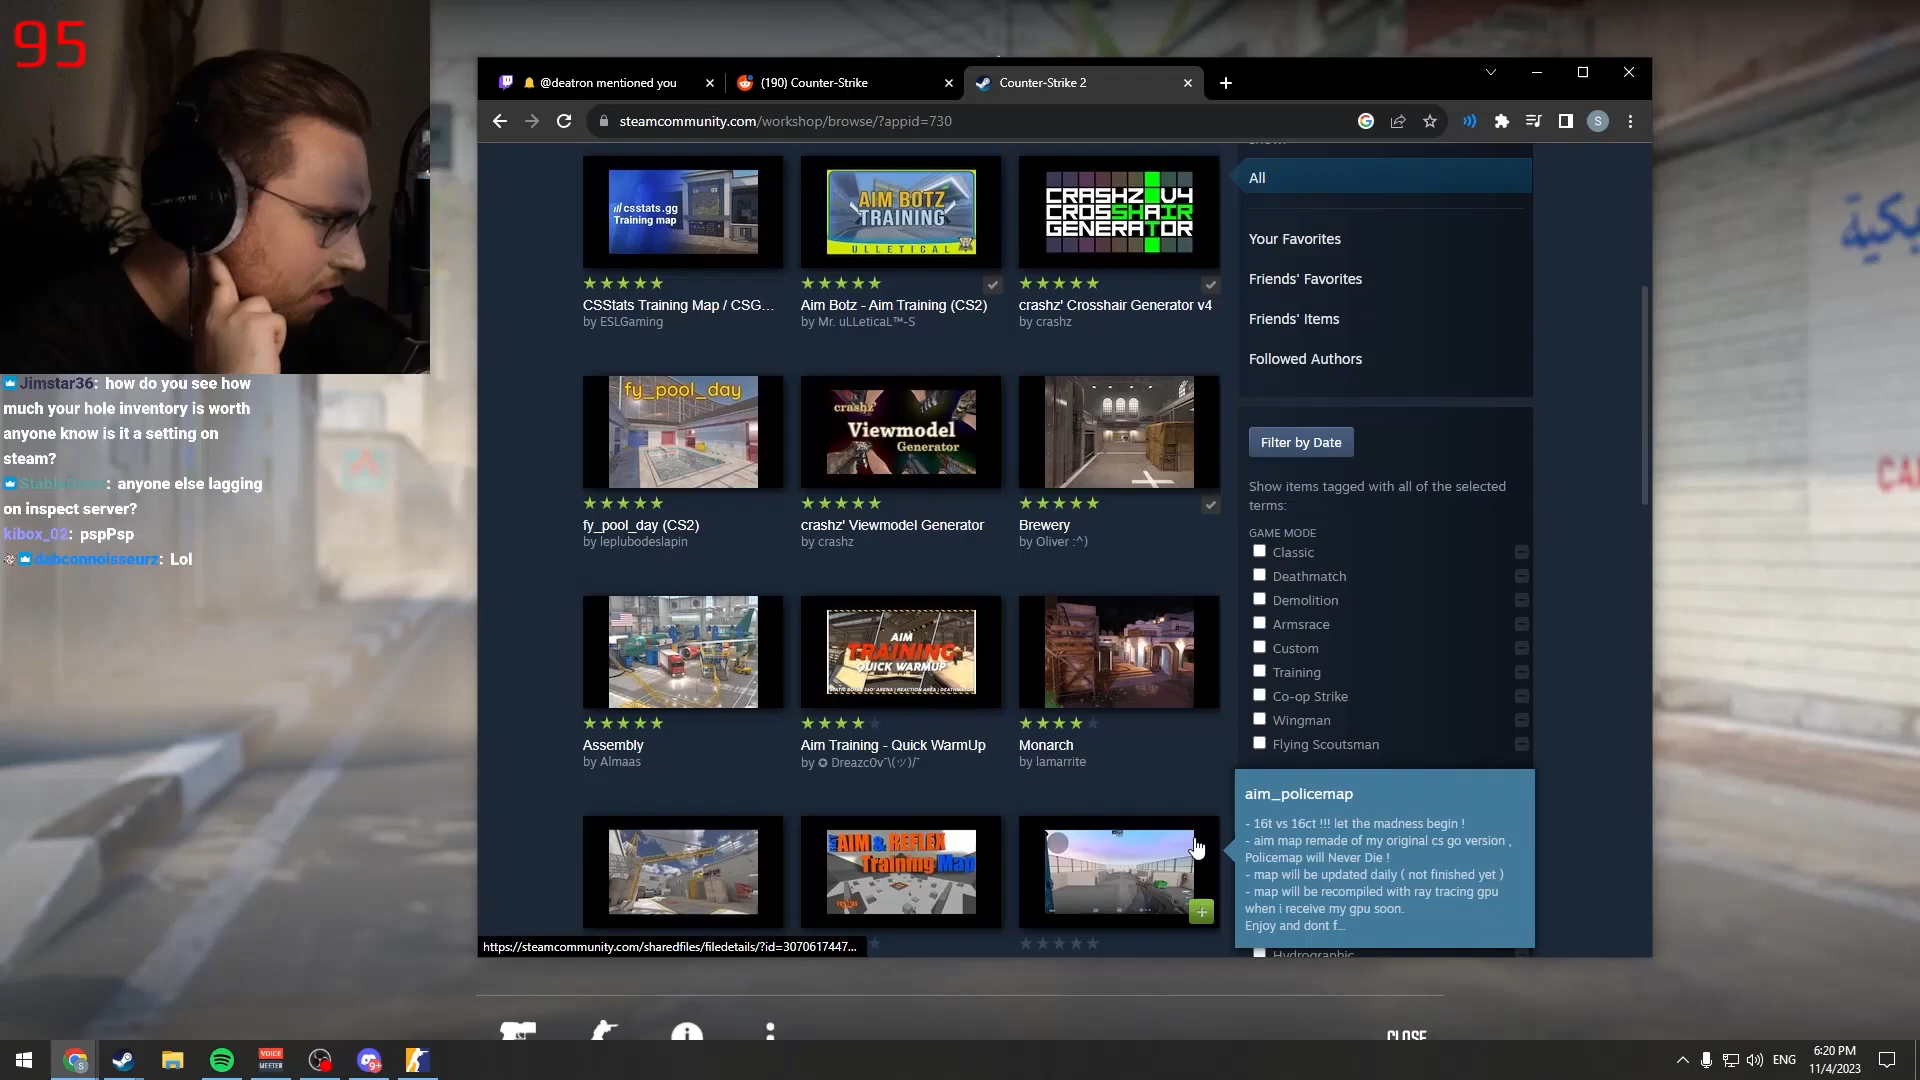 95
@deatron mentioned you
(190) Counter-Strike
Counter-Strike 2
steamcommunity.com/workshop/browse/?appid=730
S
All
Your Favorites
Friends' Favorites
Friends' Items
Followed Authors
csstats.gg
Training map
AIM BOTZ
TRAINING
ULLETICAL
CRASHZ V4
CROSSHAIR
GENERATOR
CSStats Training Map / CSG...
by ESLGaming
Aim Botz - Aim Training (CS2)
by Mr. uLLeticaL™-S
crashz' Crosshair Generator v4
by crashz
Jimstar36: how do you see how
much your hole inventory is worth
anyone know is it a setting on
steam?
anyone else lagging
on inspect server?
kibox_02: pspPsp
dabconnoisseurz: Lol
fy_pool_day
crashz'
Viewmodel
Generator
fy_pool_day (CS2)
by leplubodeslapin
crashz' Viewmodel Generator
by crashz
Brewery
by Oliver :^)
Filter by Date
Show items tagged with all of the selected
terms:
GAME MODE
Classic
Deathmatch
Demolition
Armsrace
Custom
Training
Co-op Strike
Wingman
Flying Scoutsman
AIM
TRAINING
QUICK WARMUP
Assembly
by Almaas
Aim Training - Quick WarmUp
by ✪ Dreazc0v¯\(ツ)/¯
Monarch
by lamarrite
AIM & REFLEX
Training Map
aim_policemap
- 16t vs 16ct !!! let the madness begin !
- aim map remade of my original cs go version ,
Policemap will Never Die !
- map will be updated daily ( not finished yet )
- map will be recompiled with ray tracing gpu
when i receive my gpu soon.
Enjoy and dont f...
Hydrographic
https://steamcommunity.com/sharedfiles/filedetails/?id=3070617447...
CLOSE
VOICE
MEETER
9+
ENG
6:20 PM
11/4/2023